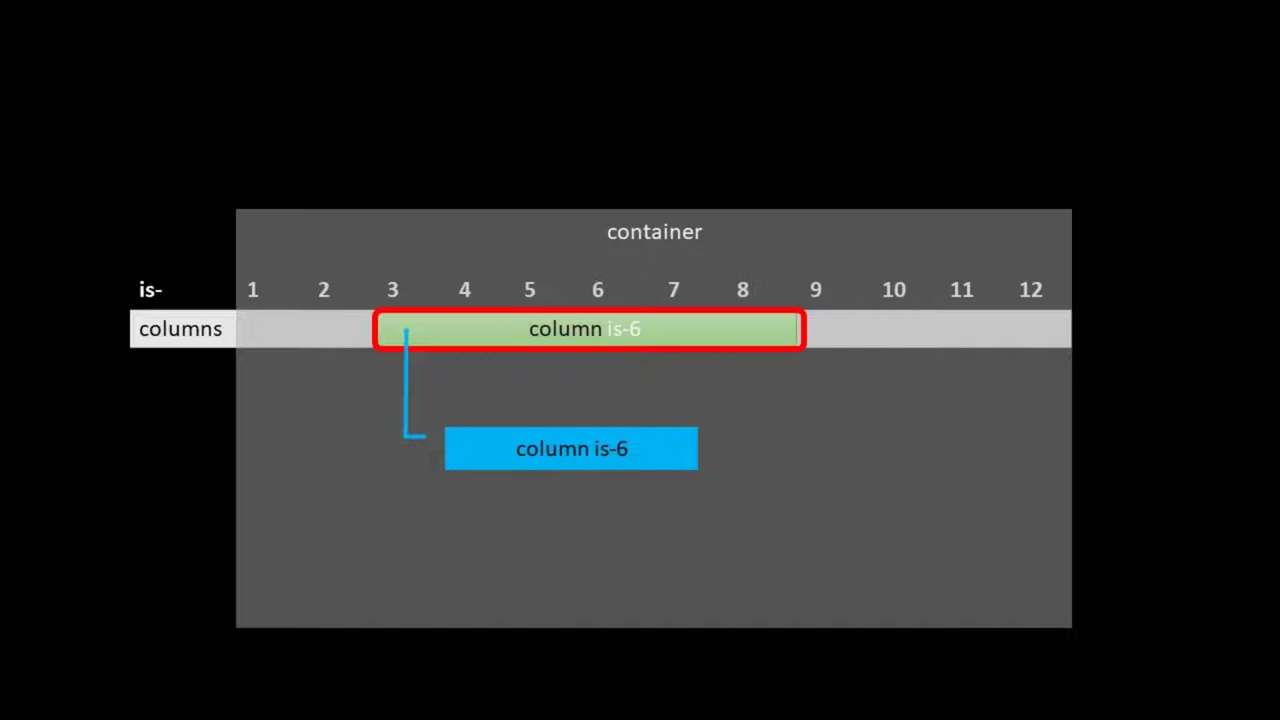 container
is- 1 2 3 4 5 6 7 8 9 10 11 12
columns column is-6
column is-6